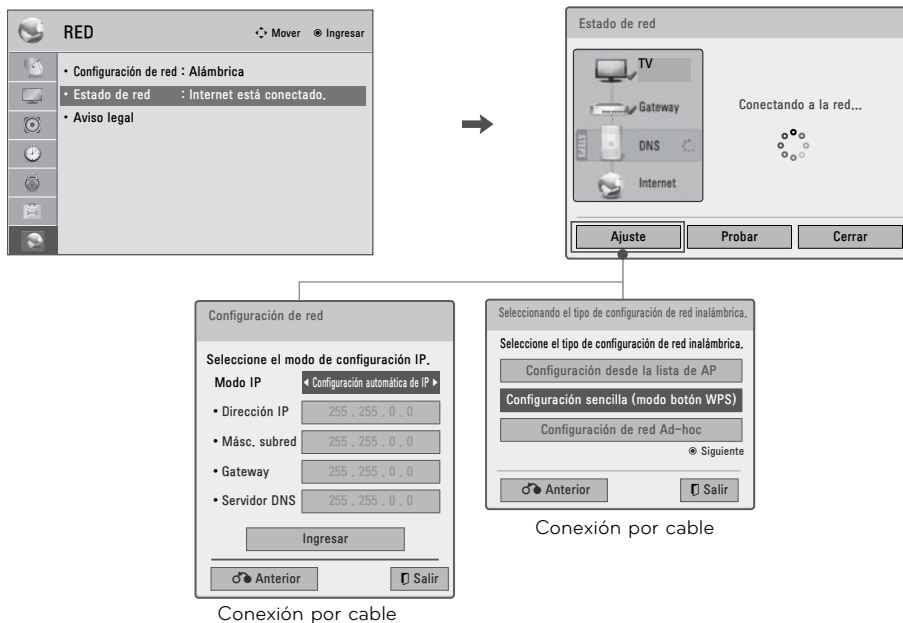 RED
Mover
Ingresar
• Configuración de red : Alámbrica
• Estado de red : Internet está conectado.
• Aviso legal
Estado de red
TV
Gateway
STEP3
DNS
Internet
Conectando a la red...
Ajuste
Probar
Cerrar
Configuración de red
Seleccione el modo de configuración IP.
Modo IP
Configuración automática de IP
• Dirección IP 255 . 255 . 0 . 0
• Másc. subred 255 . 255 . 0 . 0
• Gateway 255 . 255 . 0 . 0
• Servidor DNS 255 . 255 . 0 . 0
Ingresar
Anterior
Salir
Conexión por cable
Seleccionando el tipo de configuración de red inalámbrica.
Seleccione el tipo de configuración de red inalámbrica.
Configuración desde la lista de AP
Configuración sencilla (modo botón WPS)
Configuración de red Ad-hoc
Siguiente
Anterior
Salir
Conexión por cable